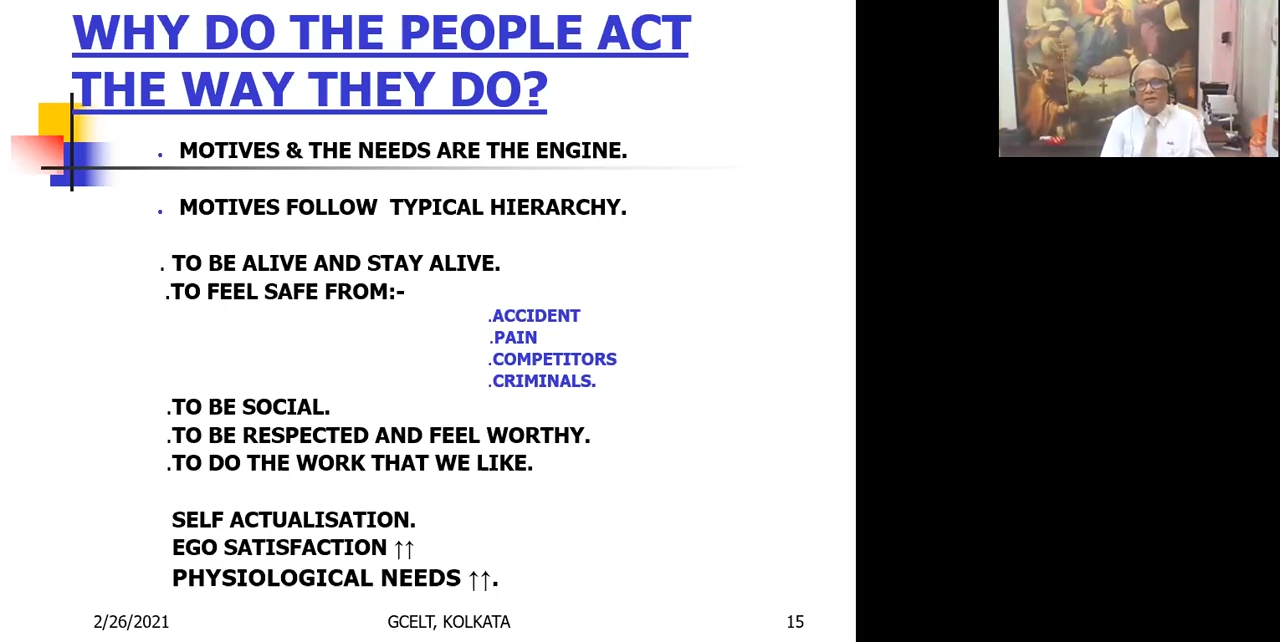 WHY DO THE PEOPLE ACT
THE WAY THEY DO?
. MOTIVES & THE NEEDS ARE THE ENGINE.
. MOTIVES FOLLOW TYPICAL HIERARCHY.
. TO BE ALIVE AND STAY ALIVE.
.TO FEEL SAFE FROM:-
.ACCIDENT
.PAIN
.COMPETITORS
.CRIMINALS.
.TO BE SOCIAL.
.TO BE RESPECTED AND FEEL WORTHY.
.TO DO THE WORK THAT WE LIKE.
SELF ACTUALISATION.
EGO SATISFACTION ↑↑
PHYSIOLOGICAL NEEDS ↑↑.
2/26/2021 GCELT, KOLKATA 15